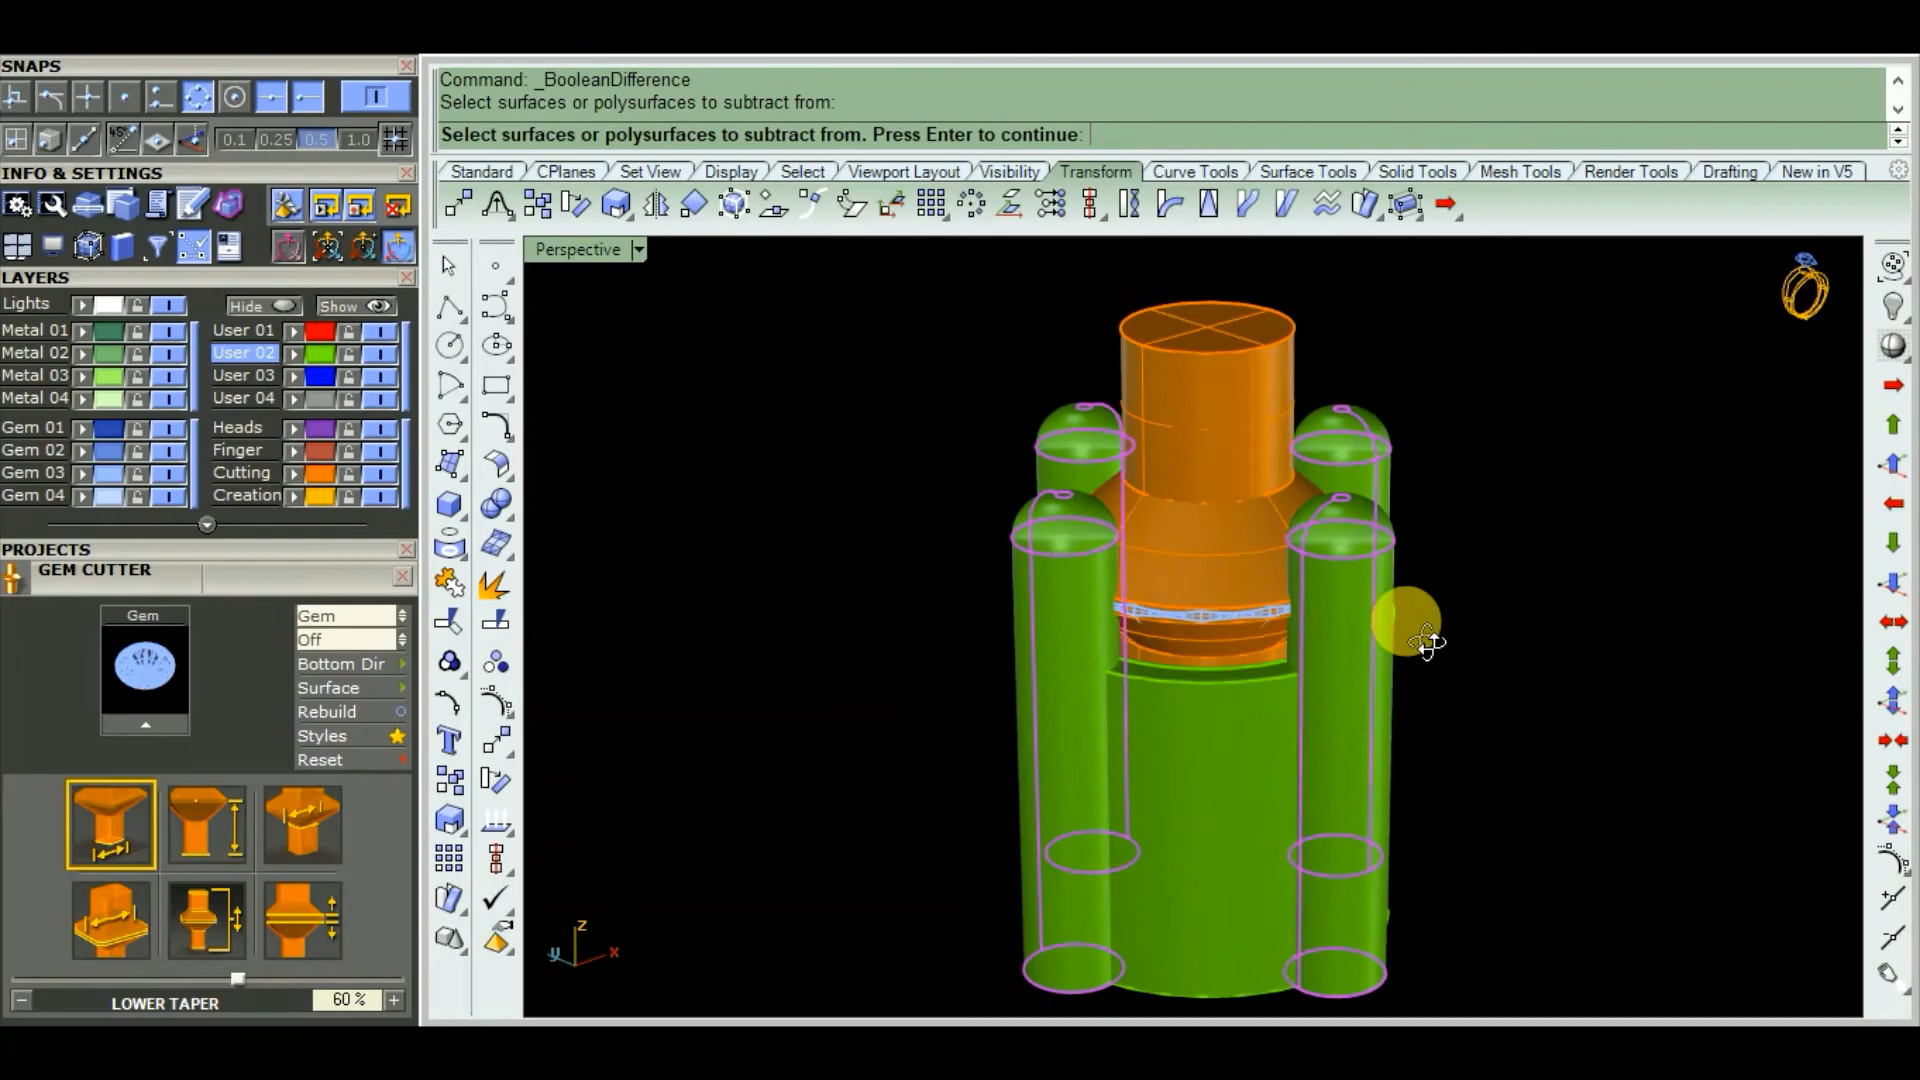 SNAPS
0.1 0.25 0.5 1.0
INFO & SETTINGS
LAYERS
Lights Hide Show
Metal 01 User 01
Metal 02 User 02
Metal 03 User 03
Metal 04 User 04
Gem 01 Heads
Gem 02 Finger
Gem 03 Cutting
Gem 04 Creation
PROJECTS
GEM CUTTER
Gem
Gem
Off
Bottom Dir
Surface
Rebuild
Styles
Reset
LOWER TAPER 60 %
Command: _BooleanDifference
Select surfaces or polysurfaces to subtract from:
Select surfaces or polysurfaces to subtract from. Press Enter to continue:
Standard CPlanes Set View Display Select Viewport Layout Visibility Transform Curve Tools Surface Tools Solid Tools Mesh Tools Render Tools Drafting New in V5
Perspective
z
y x